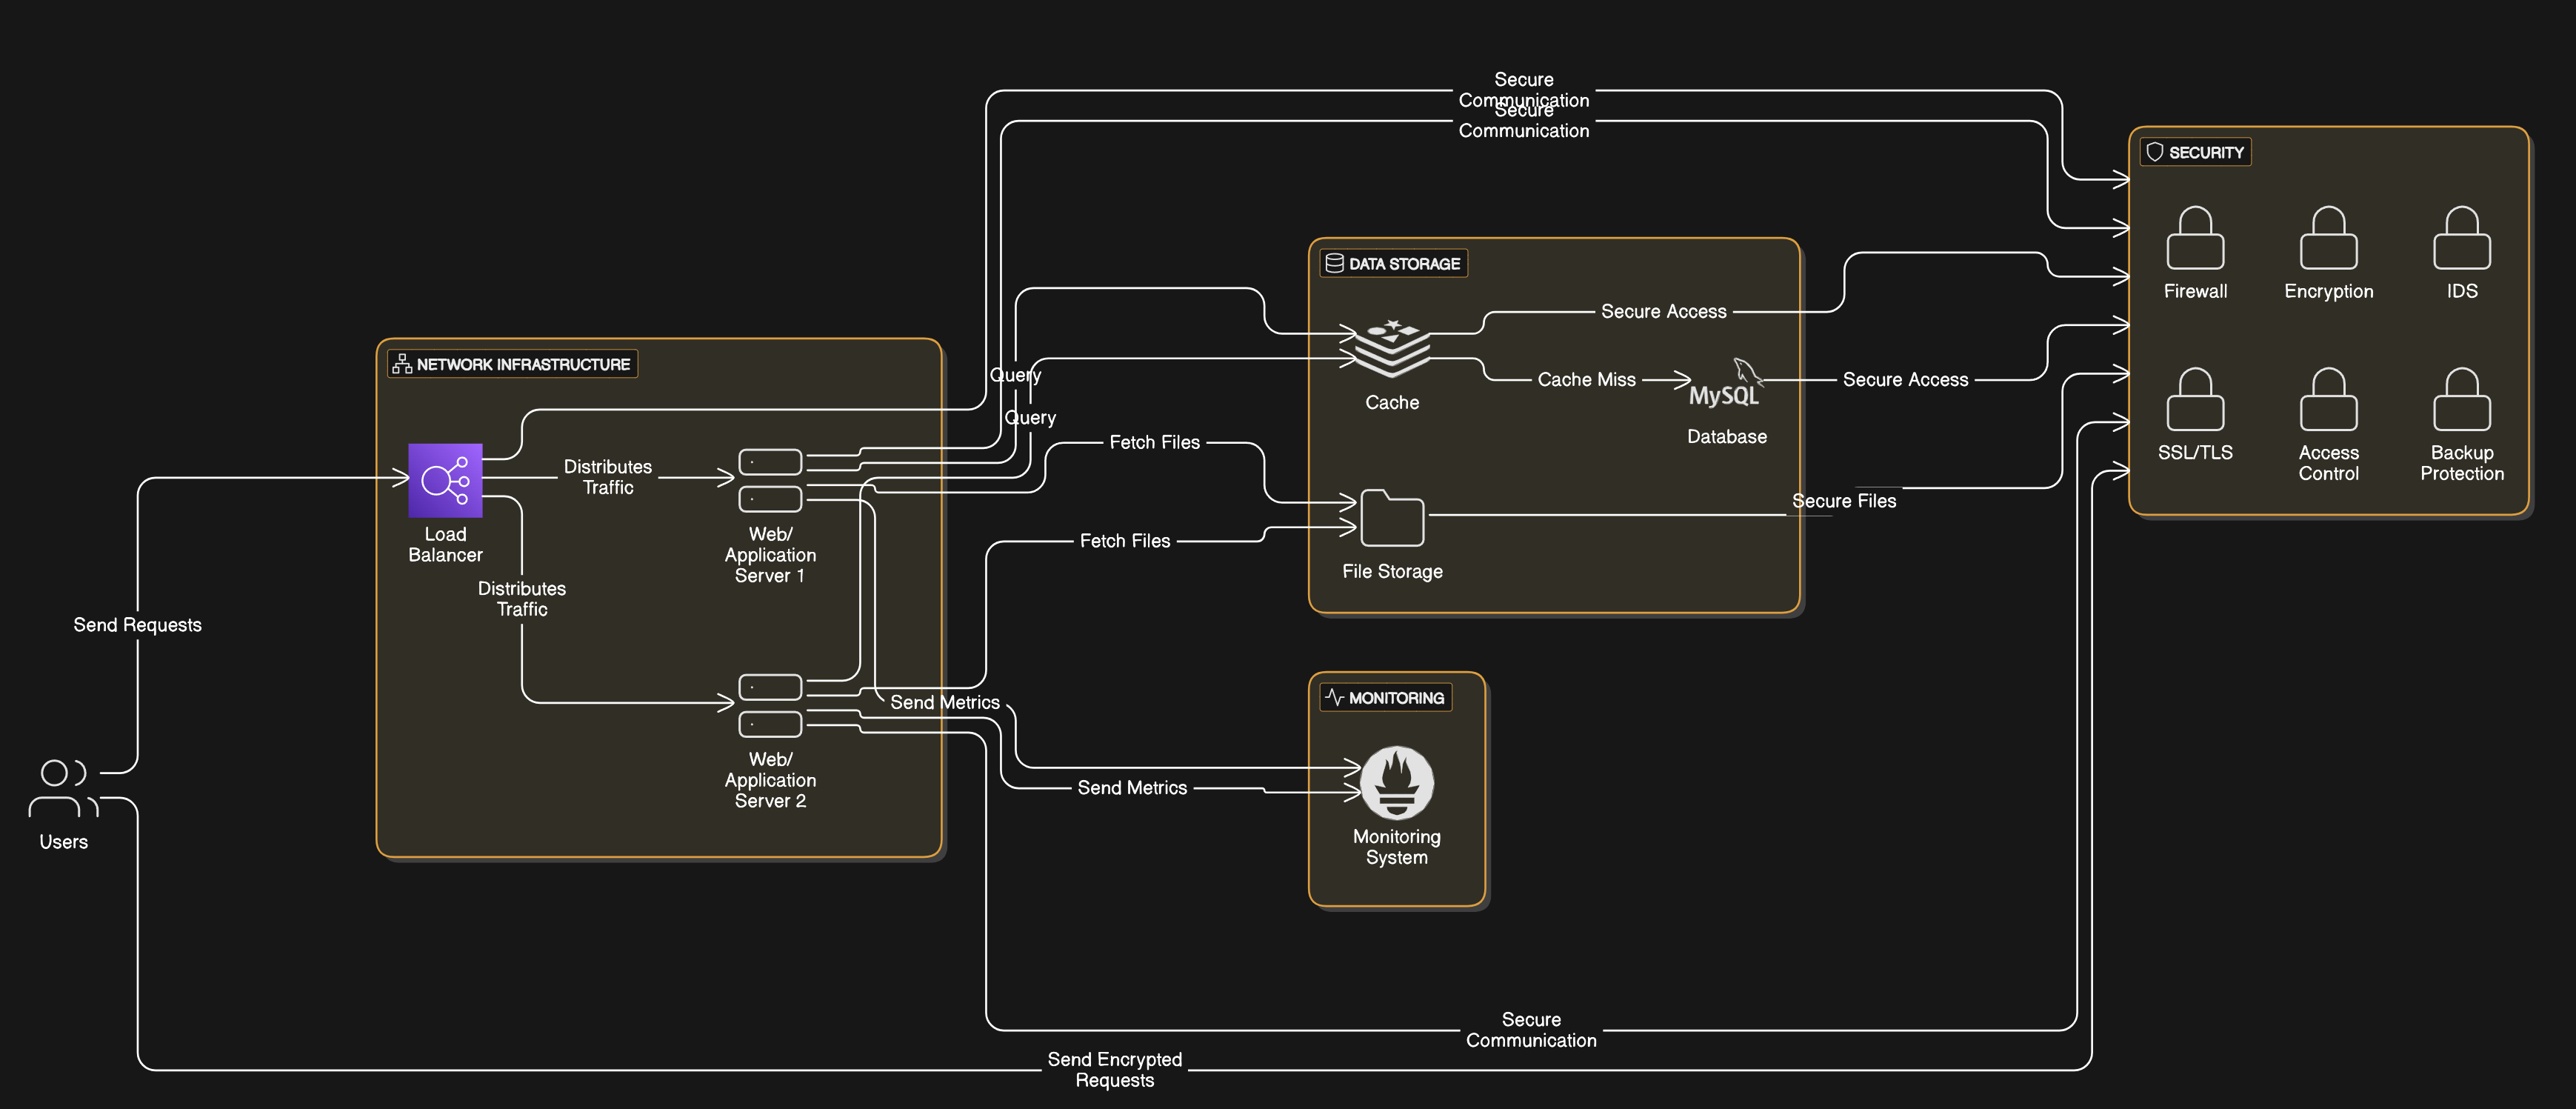 Secure
Communication
Secure
Communication
SECURITY
Firewall
Encryption
IDS
SSL/TLS
Access
Control
Backup
Protection
DATA STORAGE
Secure Access
Cache Miss
MySQL
Secure Access
Cache
Database
Secure Files
File Storage
NETWORK INFRASTRUCTURE
Query
Query
Fetch Files
Fetch Files
Distributes
Traffic
Load
Balancer
Web/
Application
Server 1
Distributes
Traffic
Send Requests
Web/
Application
Server 2
Send Metrics
Send Metrics
MONITORING
Monitoring
System
Users
Secure
Communication
Send Encrypted
Requests